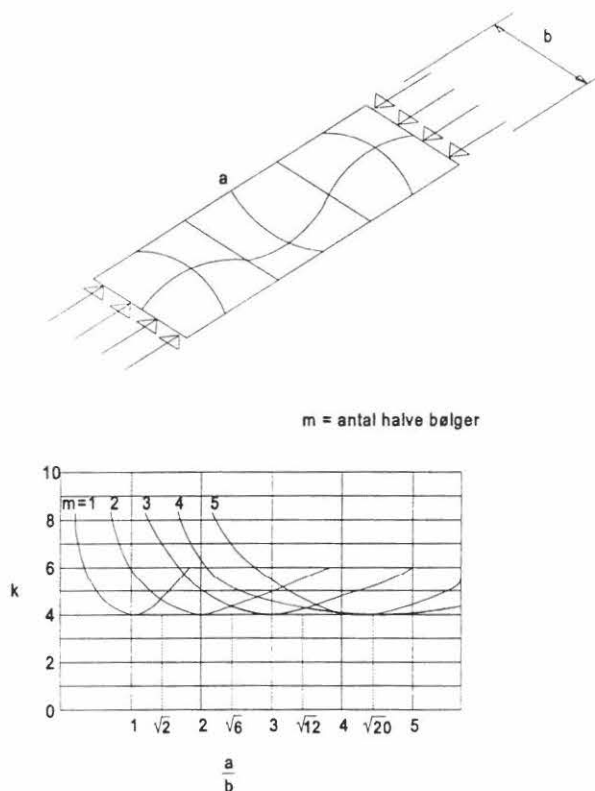 b
a
m = antal halve bølger
10
m=1 2 3 4 5
8
6
k
4
2
0
1 √2 2 √6 3 √12 4 √20 5
a
b